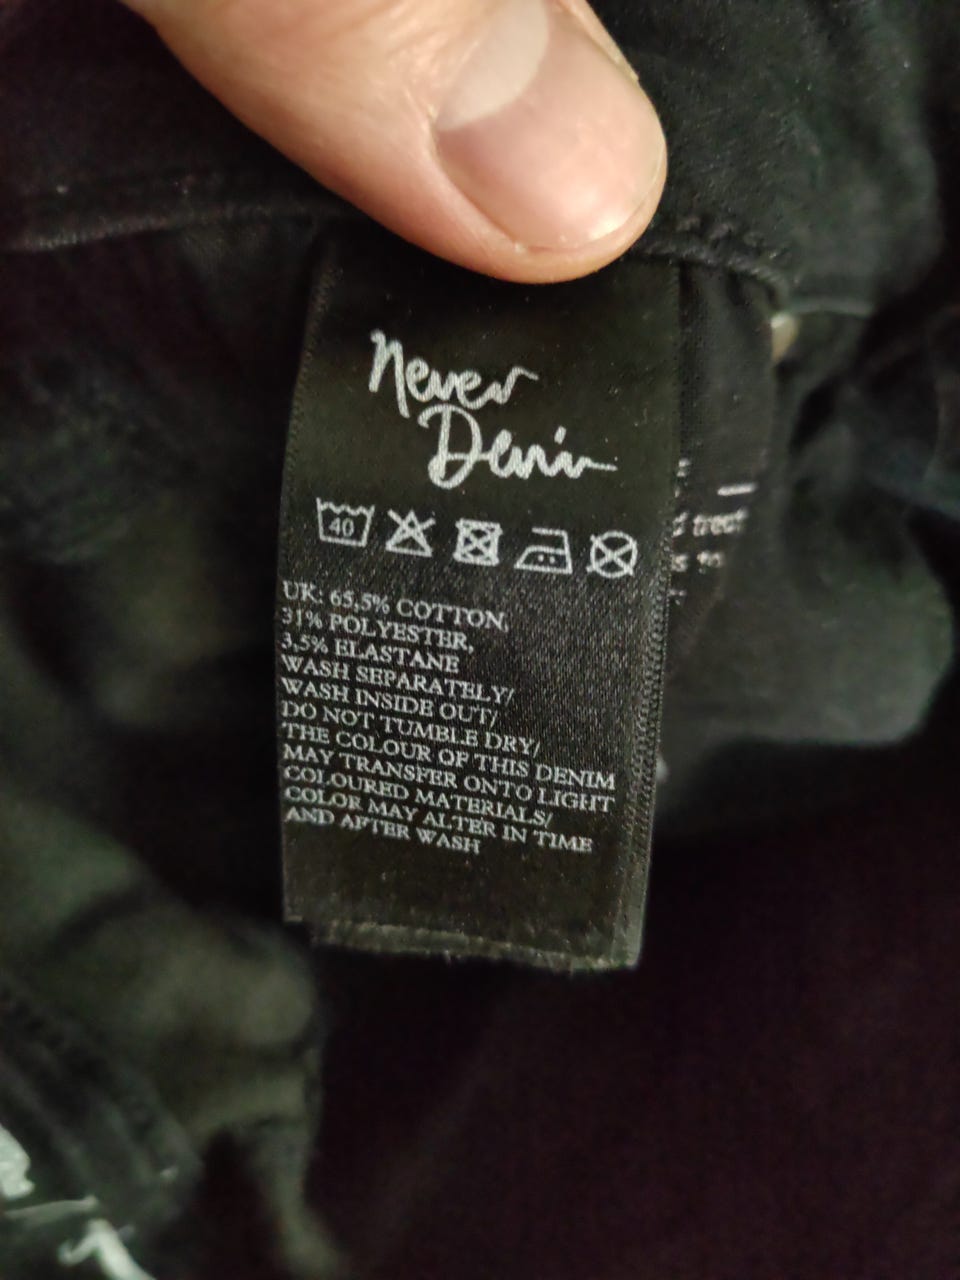 Never
Denim
40
UK: 65,5% COTTON,
31% POLYESTER,
3,5% ELASTANE
WASH SEPARATELY/
WASH INSIDE OUT/
DO NOT TUMBLE DRY/
THE COLOUR OF THIS DENIM
MAY TRANSFER ONTO LIGHT
COLOURED MATERIALS/
COLOR MAY ALTER IN TIME
AND AFTER WASH